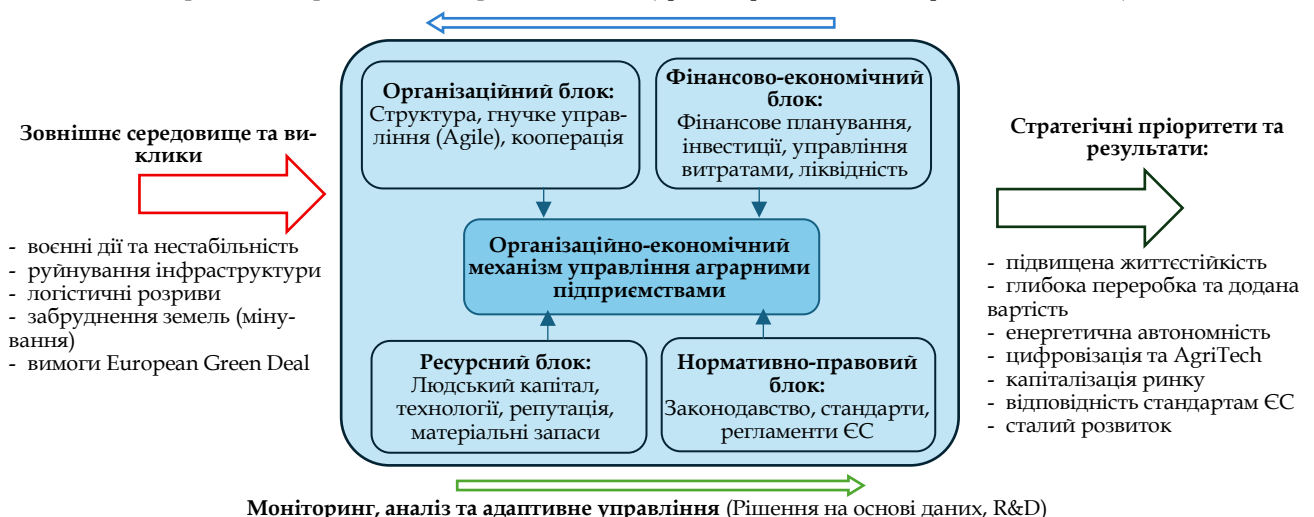 Зовнішнє середовище та ви-
клики
- воєнні дії та нестабільність
- руйнування інфраструктури
- логістичні розриви
- забруднення земель (міну-
вання)
- вимоги European Green Deal
Організаційний блок:
Структура, гнучке управ-
ління (Agile), кооперація
Фінансово-економічний
блок:
Фінансове планування,
інвестиції, управління
витратами, ліквідність
Організаційно-економічний
механізм управління аграрними
підприємствами
Ресурсний блок:
Людський капітал,
технології, репутація,
матеріальні запаси
Нормативно-правовий
блок:
Законодавство, стандарти,
регламенти ЄС
Стратегічні пріоритети та
результати:
- підвищена життєстійкість
- глибока переробка та додана
вартість
- енергетична автономність
- цифровізація та AgriTech
- капіталізація ринку
- відповідність стандартам ЄС
- сталий розвиток
Моніторинг, аналіз та адаптивне управління (Рішення на основі даних, R&D)